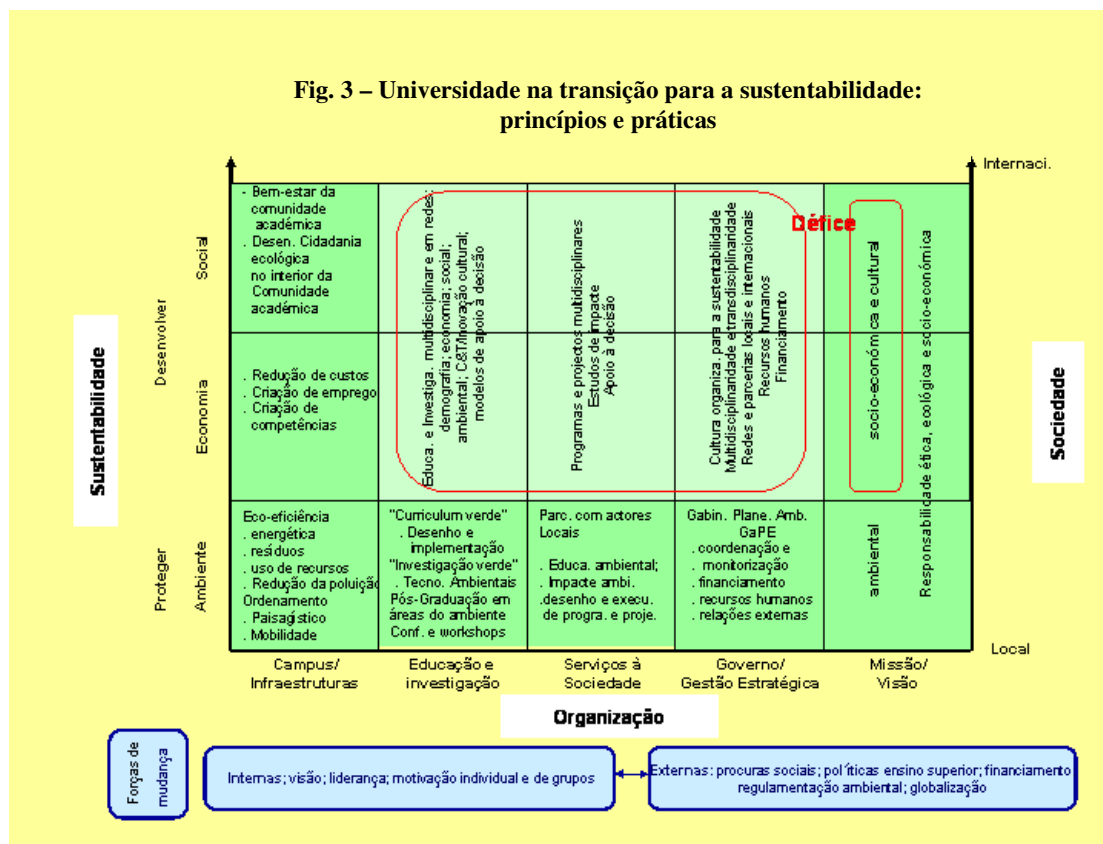 Fig. 3 – Universidade na transição para a sustentabilidade:
princípios e práticas
Internaci.
Sustentabilidade
Desenvolver
Proteger
Social
Economia
Ambiente
- Bem-estar da
comunidade
académica
. Desen. Cidadania
ecológica
no interior da
Comunidade
académica
. Redução de custos
. Criação de emprego
. Criação de
competências
Eco-eficiência
. energética
. resíduos
. uso de recursos
. Redução da poluição
Ordenamento
. Paisagístico
. Mobilidade
Educa. e Investiga. multidisciplinar e em redes:
demografia; economia; social;
ambiental; C&T/inovação cultural;
modelos de apoio à decisão
"Curriculum verde"
. Desenho e
implementação
"Investigação verde"
. Tecno. Ambientais
Pós-Graduação em
áreas do ambiente
Conf. e workshops
Programas e projectos multidisciplinares
Estudos de impacte
Apoio à decisão
Parc. com actores
Locais
. Educa. ambiental;
. Impacte ambi.
.desenho e execu.
de progra. e proje.
Cultura organiza. para a sustentabilidade
Multidisciplinaridade e transdisciplinaridade
Redes e parcerias locais e internacionais
Recursos humanos
Financiamento
Gabin. Plane. Amb.
GaPE
. coordenação e
monitorização
. financiamento
. recursos humanos
. relações externas
Défice
socio-económica e cultural
ambiental
Responsabilidade ética, ecológica e socio-económica
Sociedade
Local
Campus/
Infraestruturas
Educação e
investigação
Serviços à
Sociedade
Governo/
Gestão Estratégica
Missão/
Visão
Organização
Forças de
mudança
Internas; visão; liderança; motivação individual e de grupos
Externas: procuras sociais; políticas ensino superior; financiamento
regulamentação ambiental; globalização